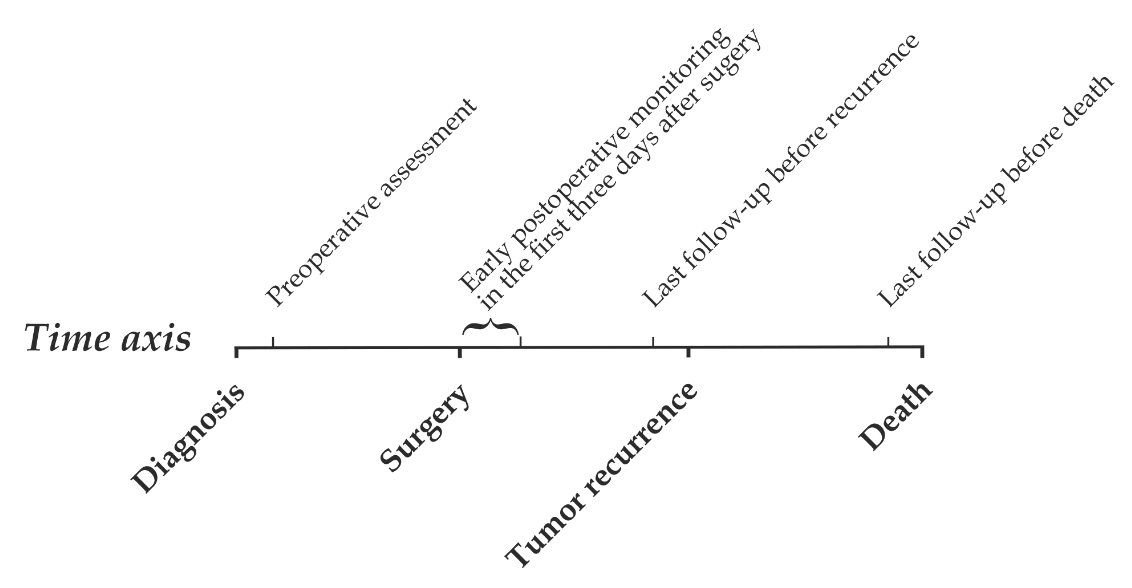 Preoperative assessment
Early postoperative monitoring
in the first three days after sugery
Last follow-up before recurrence
Last follow-up before death
Time axis
Diagnosis
Surgery
Tumor recurrence
Death